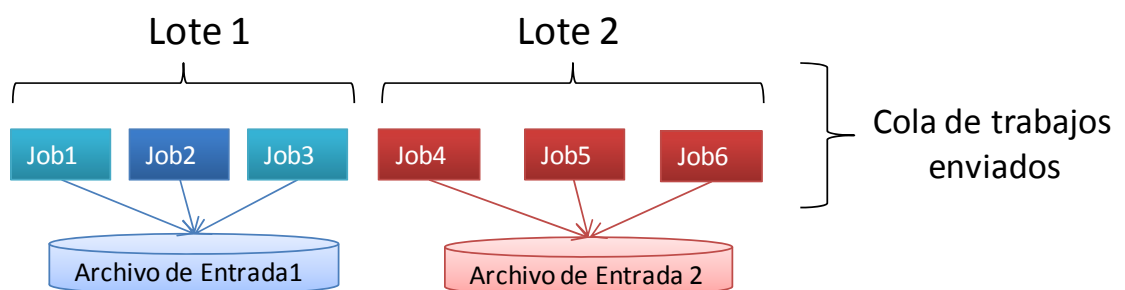 Lote 1
Lote 2
Job1
Job2
Job3
Job4
Job5
Job6
Cola de trabajos
enviados
Archivo de Entrada1
Archivo de Entrada 2